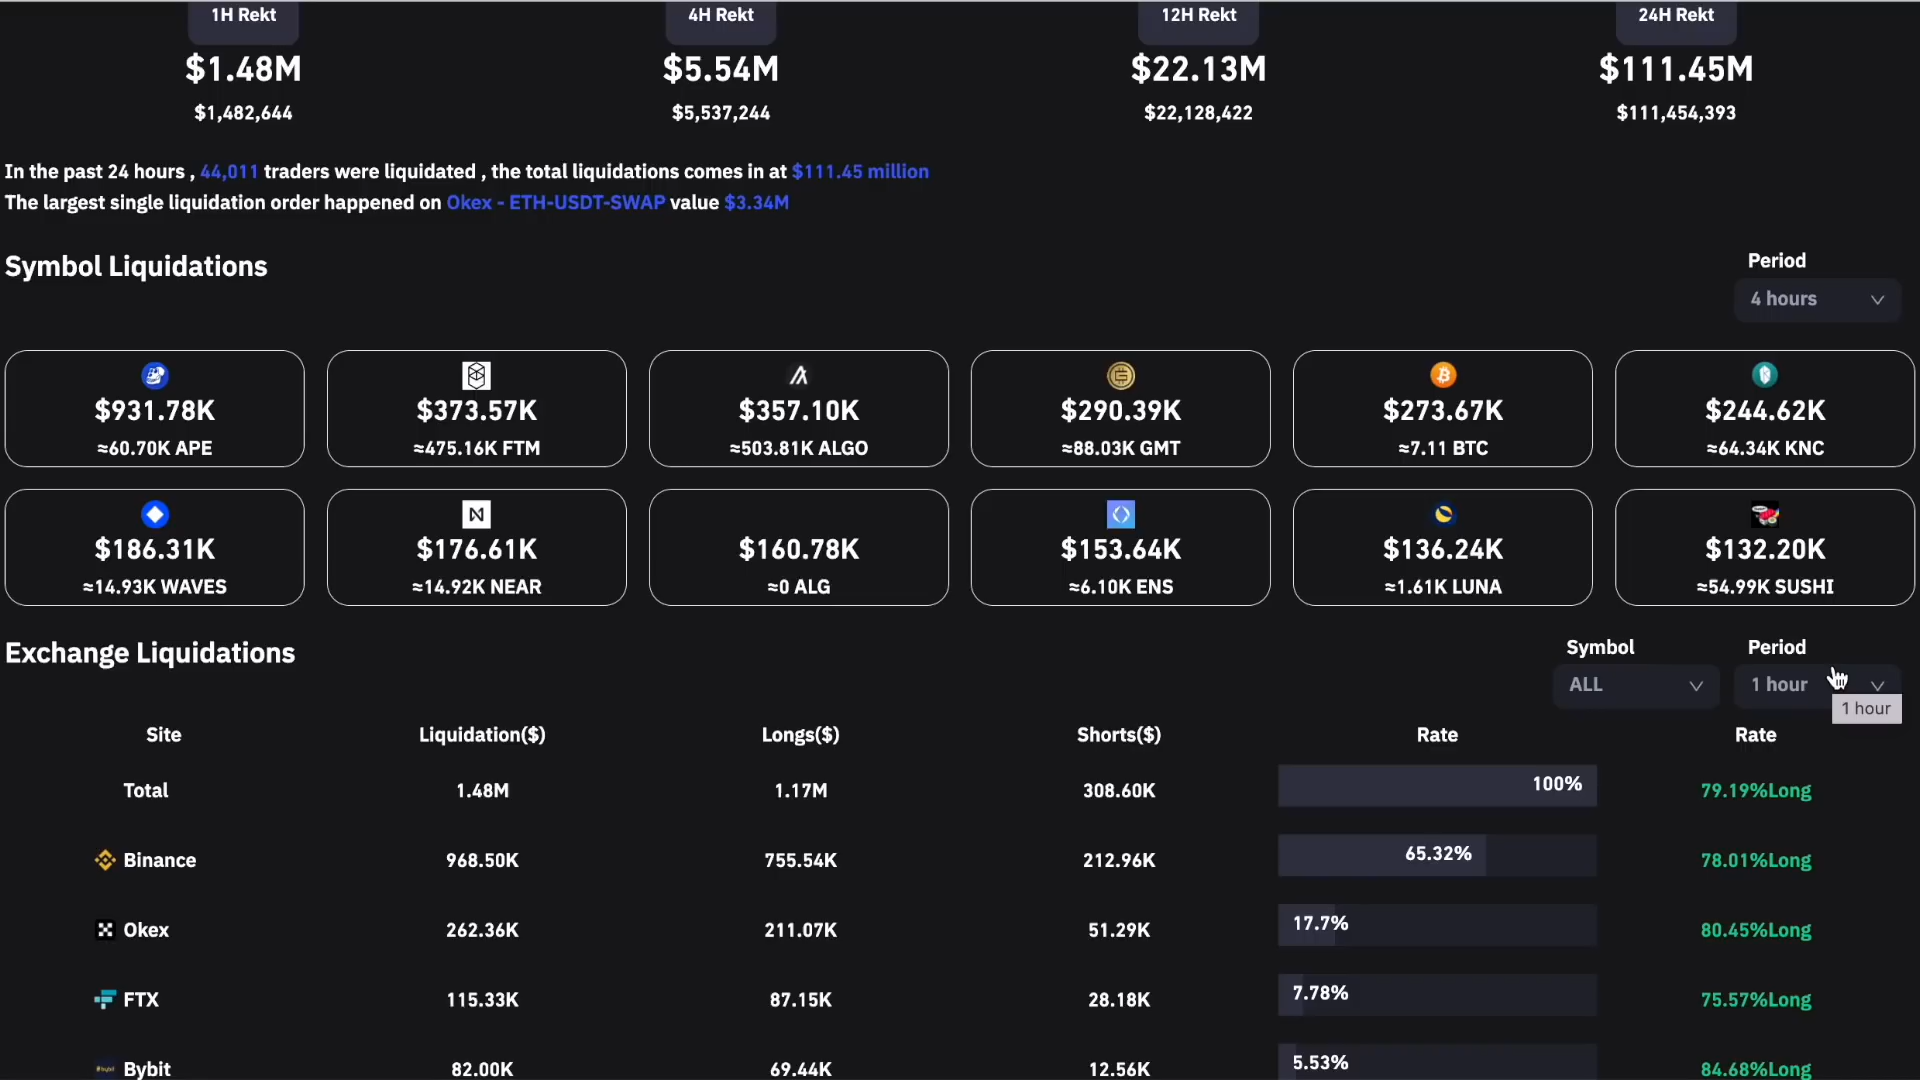 1H Rekt 4H Rekt 12H Rekt 24H Rekt
$1.48M $5.54M $22.13M $111.45M
$1,482,644 $5,537,244 $22,128,422 $111,454,393
In the past 24 hours , 44,011 traders were liquidated , the total liquidations comes in at $111.45 million
The largest single liquidation order happened on Okex - ETH-USDT-SWAP value $3.34M
Symbol Liquidations Period
4 hours
$931.78K $373.57K $357.10K $290.39K $273.67K $244.62K
≈60.70K APE ≈475.16K FTM ≈503.81K ALGO ≈88.03K GMT ≈7.11 BTC ≈64.34K KNC
$186.31K $176.61K $160.78K $153.64K $136.24K $132.20K
≈14.93K WAVES ≈14.92K NEAR ≈0 ALG ≈6.10K ENS ≈1.61K LUNA ≈54.99K SUSHI
Exchange Liquidations Symbol Period
ALL 1 hour
1 hour
Site Liquidation($) Longs($) Shorts($) Rate Rate
Total 1.48M 1.17M 308.60K 100% 79.19%Long
Binance 968.50K 755.54K 212.96K 65.32% 78.01%Long
Okex 262.36K 211.07K 51.29K 17.7% 80.45%Long
FTX 115.33K 87.15K 28.18K 7.78% 75.57%Long
Bybit 82.00K 69.44K 12.56K 5.53% 84.68%Long